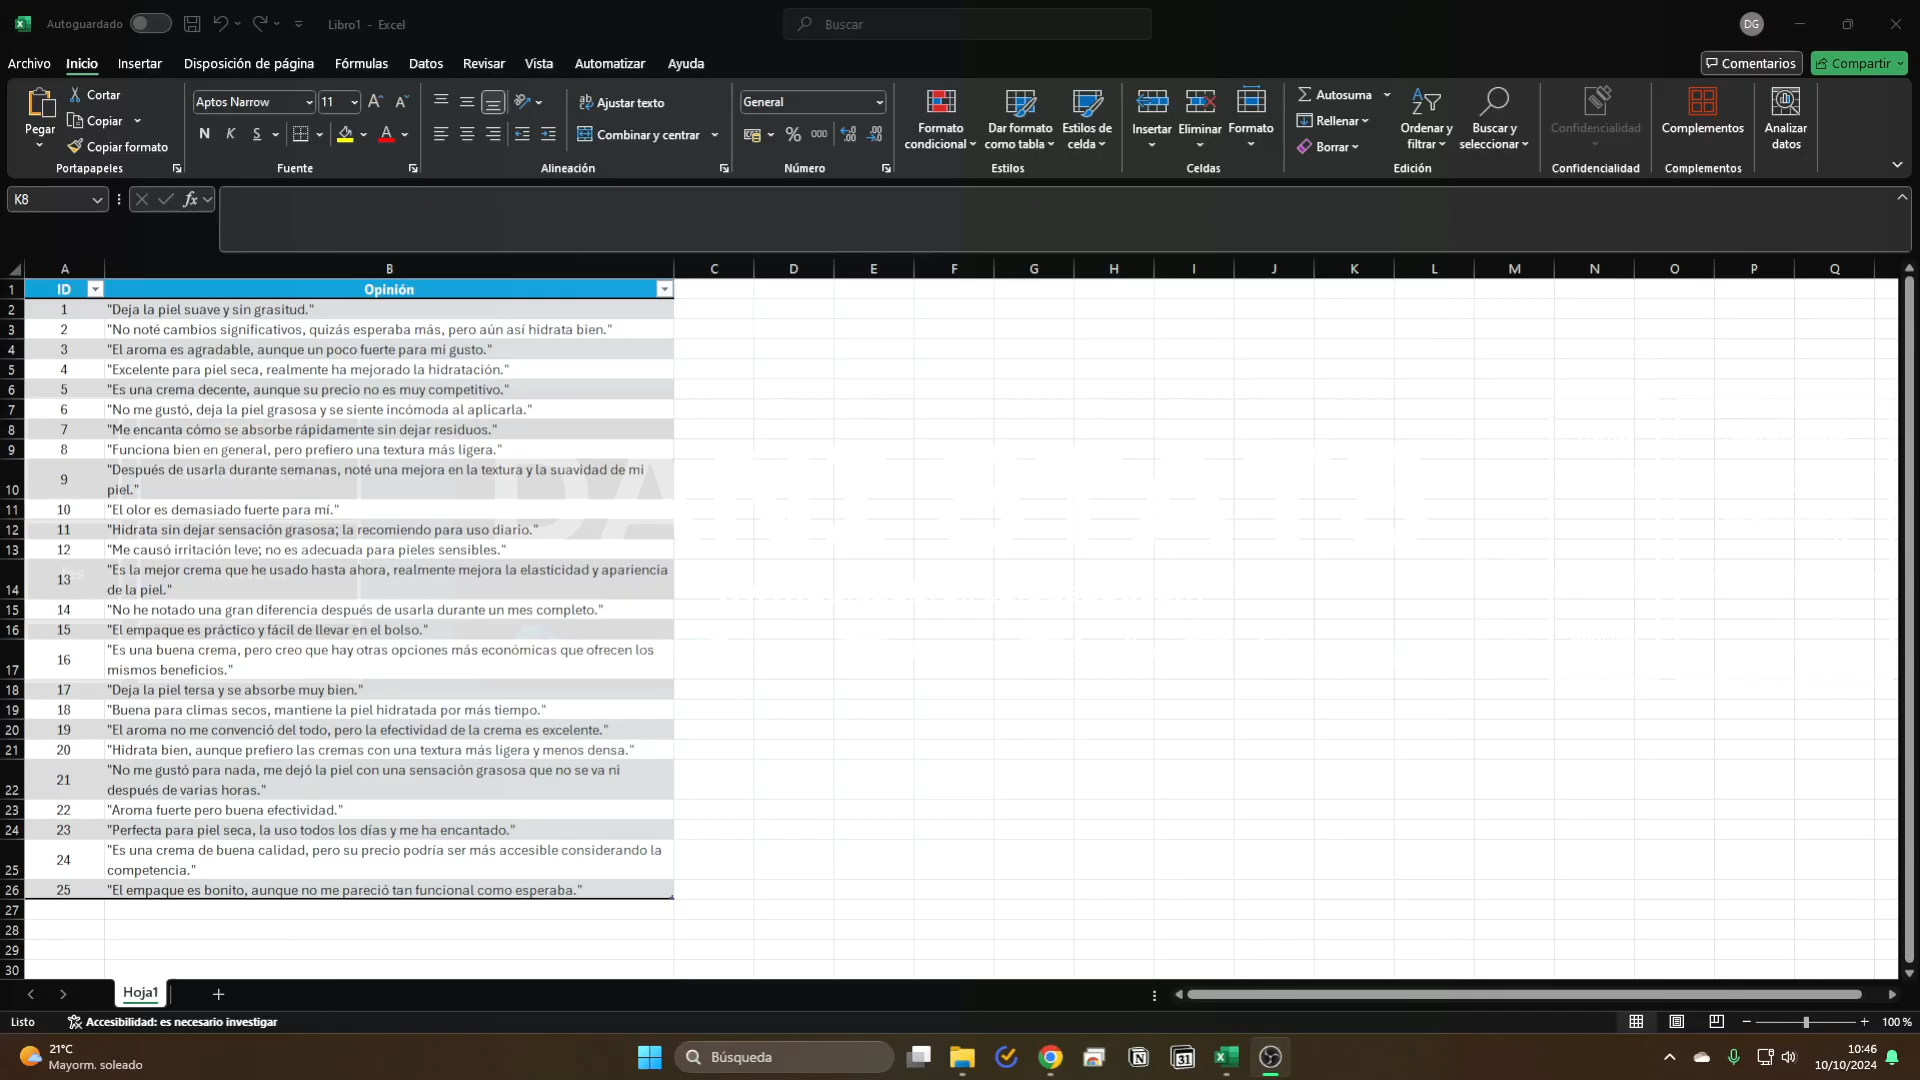 Autoguardado
Libro1 - Excel
Buscar
DG
Archivo Inicio Insertar Disposición de página Fórmulas Datos Revisar Vista Automatizar Ayuda
Comentarios Compartir
Pegar
Cortar
Copiar
Copiar formato
Portapapeles
Aptos Narrow 11
N K S
Fuente
Ajustar texto
Combinar y centrar
Alineación
General
% 000
Número
Formato condicional
Dar formato como tabla
Estilos de celda
Estilos
Insertar Eliminar Formato
Celdas
Autosuma
Rellenar
Borrar
Ordenar y filtrar
Buscar y seleccionar
Edición
Confidencialidad
Confidencialidad
Complementos
Complementos
Analizar datos
K8
fx
A B C D E F G H I J K L M N O P Q
1 ID Opinión
2 1 "Deja la piel suave y sin grasitud."
3 2 "No noté cambios significativos, quizás esperaba más, pero aún así hidrata bien."
4 3 "El aroma es agradable, aunque un poco fuerte para mi gusto."
5 4 "Excelente para piel seca, realmente ha mejorado la hidratación."
6 5 "Es una crema decente, aunque su precio no es muy competitivo."
7 6 "No me gustó, deja la piel grasosa y se siente incómoda al aplicarla."
8 7 "Me encanta cómo se absorbe rápidamente sin dejar residuos."
9 8 "Funciona bien en general, pero prefiero una textura más ligera."
10 9 "Después de usarla durante semanas, noté una mejora en la textura y la suavidad de mi
piel."
11 10 "El olor es demasiado fuerte para mí."
12 11 "Hidrata sin dejar sensación grasosa; la recomiendo para uso diario."
13 12 "Me causó irritación leve; no es adecuada para pieles sensibles."
14 13 "Es la mejor crema que he usado hasta ahora, realmente mejora la elasticidad y apariencia
de la piel."
15 14 "No he notado una gran diferencia después de usarla durante un mes completo."
16 15 "El empaque es práctico y fácil de llevar en el bolso."
17 16 "Es una buena crema, pero creo que hay otras opciones más económicas que ofrecen los
mismos beneficios."
18 17 "Deja la piel tersa y se absorbe muy bien."
19 18 "Buena para climas secos, mantiene la piel hidratada por más tiempo."
20 19 "El aroma no me convenció del todo, pero la efectividad de la crema es excelente."
21 20 "Hidrata bien, aunque prefiero las cremas con una textura más ligera y menos densa."
22 21 "No me gustó para nada, me dejó la piel con una sensación grasosa que no se va ni
después de varias horas."
23 22 "Aroma fuerte pero buena efectividad."
24 23 "Perfecta para piel seca, la uso todos los días y me ha encantado."
25 24 "Es una crema de buena calidad, pero su precio podría ser más accesible considerando la
competencia."
26 25 "El empaque es bonito, aunque no me pareció tan funcional como esperaba."
27
28
29
30
Hoja1
Listo Accesibilidad: es necesario investigar
100 %
21°C
Mayorm. soleado
Búsqueda
31
10:46
10/10/2024